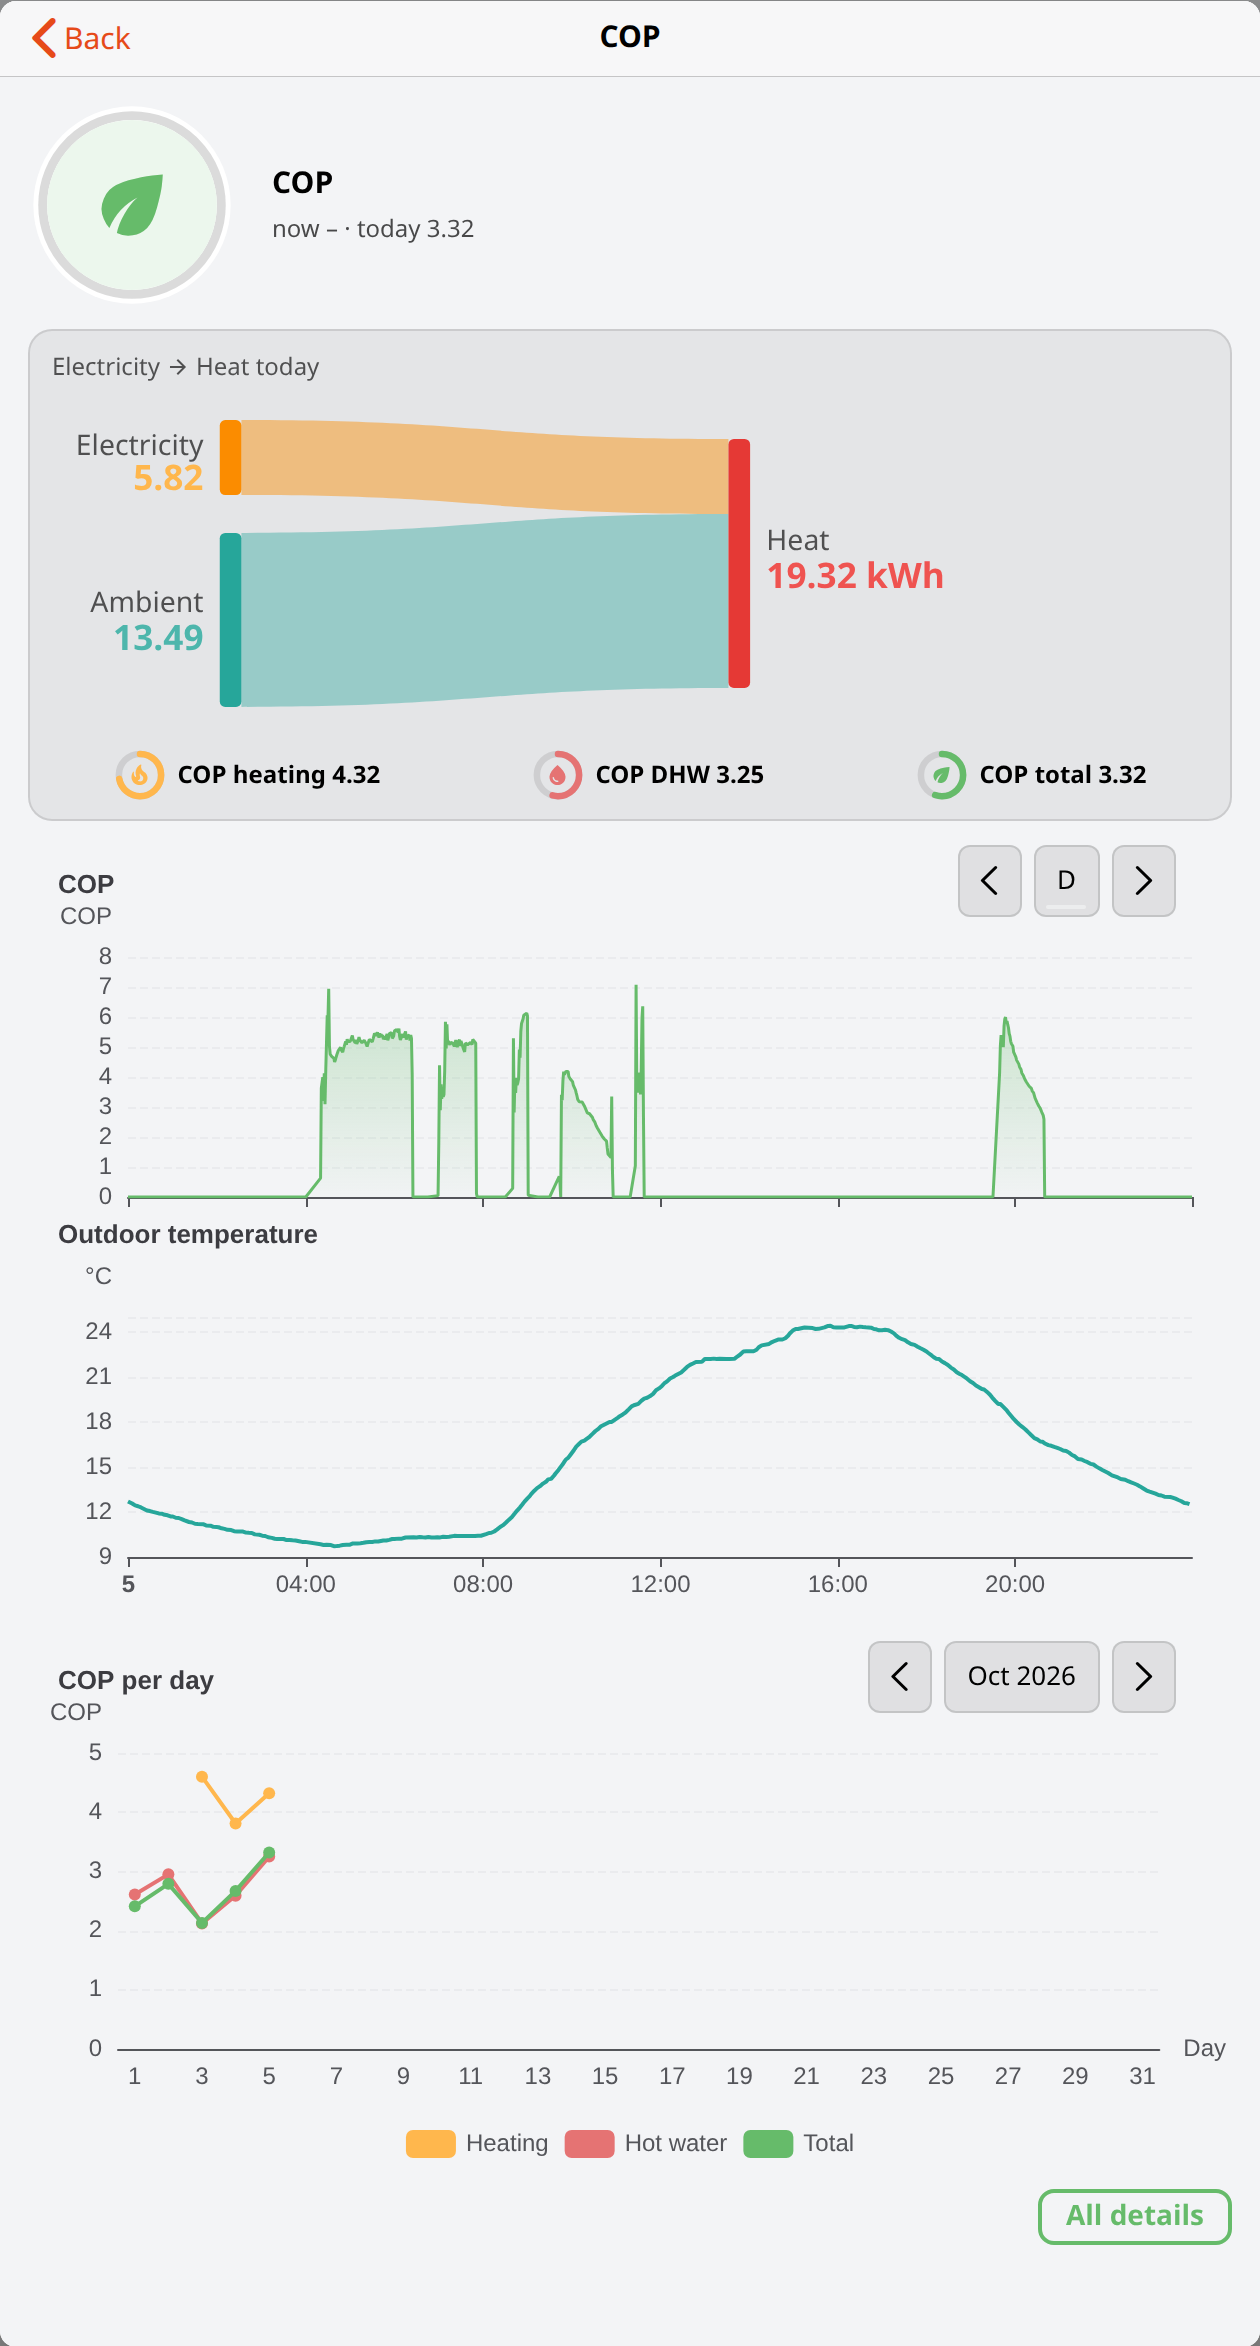 Back
COP
COP
now – · today 3.32
Electricity → Heat today
Electricity
5.82
Ambient
13.49
Heat
19.32 kWh
COP heating 4.32
COP DHW 3.25
COP total 3.32
COP
D
COP
8
7
6
5
4
3
2
1
0
Outdoor temperature
°C
24
21
18
15
12
9
5 04:00 08:00 12:00 16:00 20:00
COP per day
Oct 2026
COP
5
4
3
2
1
0
Day
1 3 5 7 9 11 13 15 17 19 21 23 25 27 29 31
Heating Hot water Total
All details